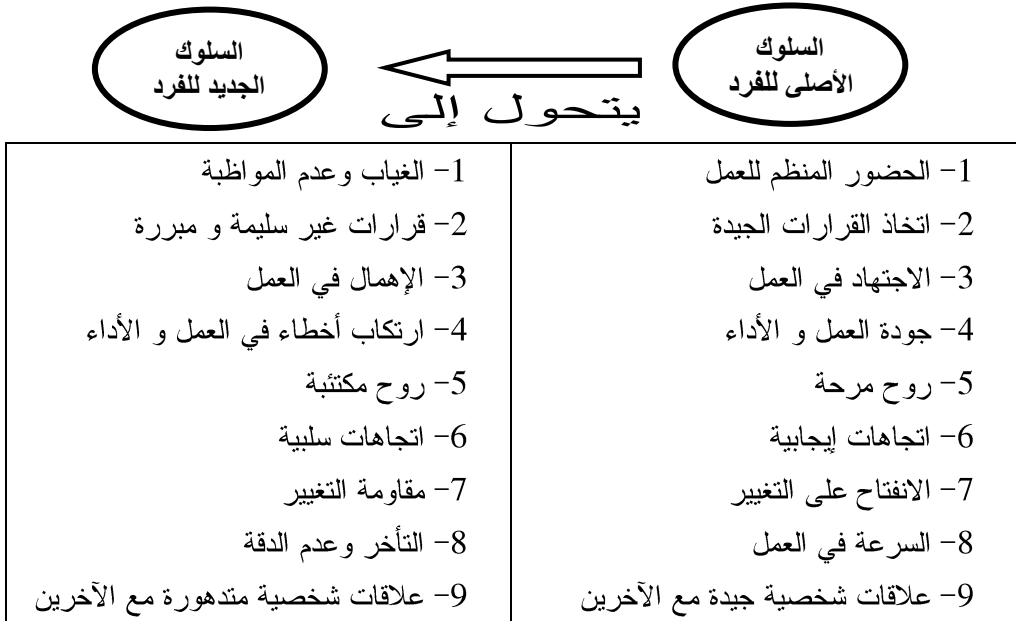 السلوك
الأصلى للفرد
يتحول إلى
السلوك
الجديد للفرد
1- الحضور المنظم للعمل
1- الغياب وعدم المواظبة
2- اتخاذ القرارات الجيدة
2- قرارات غير سليمة و مبررة
3- الاجتهاد في العمل
3- الإهمال في العمل
4- جودة العمل و الأداء
4- ارتكاب أخطاء في العمل و الأداء
5- روح مرحة
5- روح مكتئبة
6- اتجاهات إيجابية
6- اتجاهات سلبية
7- الانفتاح على التغيير
7- مقاومة التغيير
8- السرعة في العمل
8- التأخر وعدم الدقة
9- علاقات شخصية جيدة مع الآخرين
9- علاقات شخصية متدهورة مع الآخرين